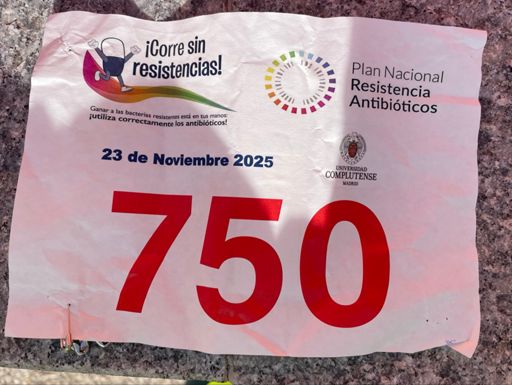 ¡Corre sin
resistencias!
Ganar a las bacterias resistentes está en tus manos:
¡utiliza correctamente los antibióticos!
Plan Nacional
Resistencia
Antibióticos
23 de Noviembre 2025
UNIVERSIDAD
COMPLUTENSE
MADRID
750